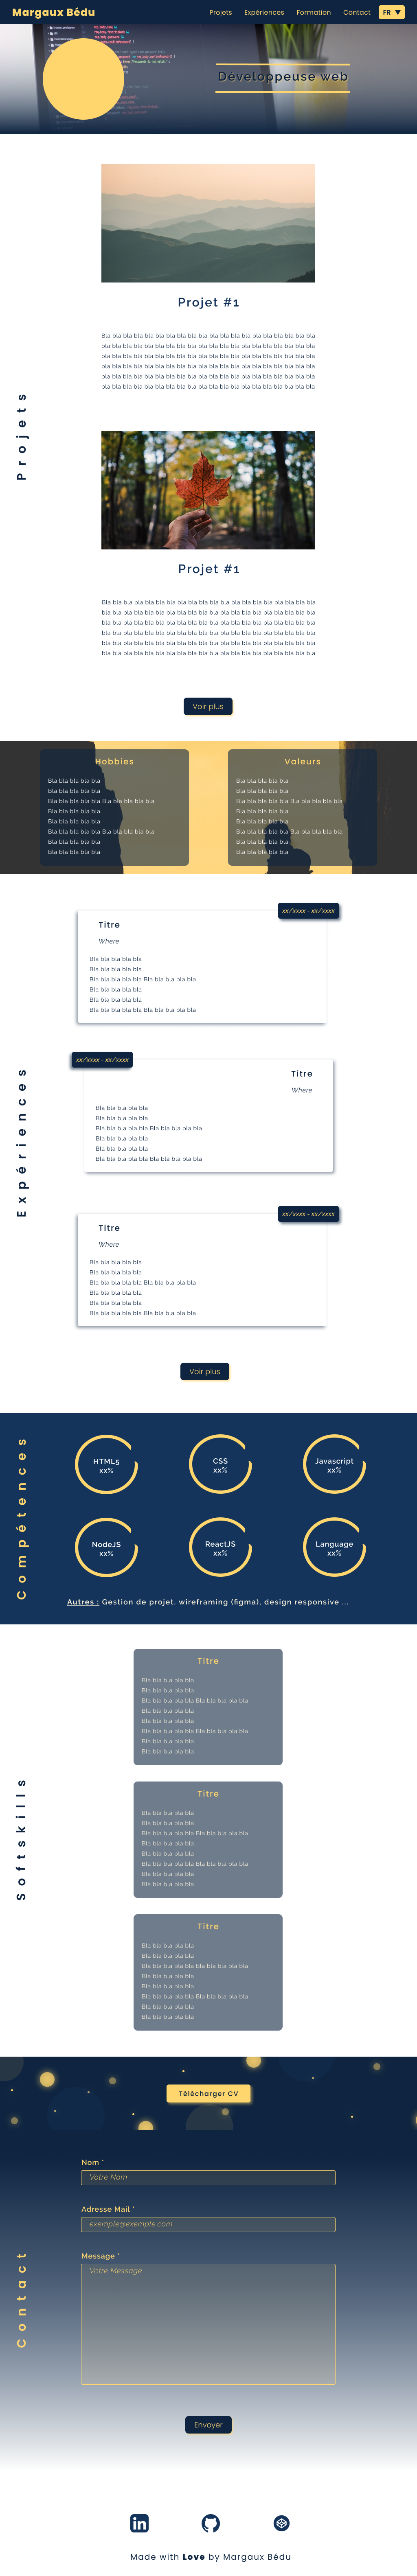 Margaux Bédu
Projets Expériences Formation Contact FR ▼
Développeuse web
Projets
Projet #1
Bla bla bla bla bla bla bla bla bla bla bla bla bla bla bla bla bla bla bla bla
bla bla bla bla bla bla bla bla bla bla bla bla bla bla bla bla bla bla bla bla
bla bla bla bla bla bla bla bla bla bla bla bla bla bla bla bla bla bla bla bla
bla bla bla bla bla bla bla bla bla bla bla bla bla bla bla bla bla bla bla bla
bla bla bla bla bla bla bla bla bla bla bla bla bla bla bla bla bla bla bla bla
bla bla bla bla bla bla bla bla bla bla bla bla bla bla bla bla bla bla bla bla
Projet #1
Bla bla bla bla bla bla bla bla bla bla bla bla bla bla bla bla bla bla bla bla
bla bla bla bla bla bla bla bla bla bla bla bla bla bla bla bla bla bla bla bla
bla bla bla bla bla bla bla bla bla bla bla bla bla bla bla bla bla bla bla bla
bla bla bla bla bla bla bla bla bla bla bla bla bla bla bla bla bla bla bla bla
bla bla bla bla bla bla bla bla bla bla bla bla bla bla bla bla bla bla bla bla
bla bla bla bla bla bla bla bla bla bla bla bla bla bla bla bla bla bla bla bla
Voir plus
Hobbies
Bla bla bla bla bla
Bla bla bla bla bla
Bla bla bla bla bla Bla bla bla bla bla
Bla bla bla bla bla
Bla bla bla bla bla
Bla bla bla bla bla Bla bla bla bla bla
Bla bla bla bla bla
Bla bla bla bla bla
Valeurs
Bla bla bla bla bla
Bla bla bla bla bla
Bla bla bla bla bla Bla bla bla bla bla
Bla bla bla bla bla
Bla bla bla bla bla
Bla bla bla bla bla Bla bla bla bla bla
Bla bla bla bla bla
Bla bla bla bla bla
Expériences
xx/xxxx - xx/xxxx
Titre
Where
Bla bla bla bla bla
Bla bla bla bla bla
Bla bla bla bla bla Bla bla bla bla bla
Bla bla bla bla bla
Bla bla bla bla bla
Bla bla bla bla bla Bla bla bla bla bla
xx/xxxx - xx/xxxx
Titre
Where
Bla bla bla bla bla
Bla bla bla bla bla
Bla bla bla bla bla Bla bla bla bla bla
Bla bla bla bla bla
Bla bla bla bla bla
Bla bla bla bla bla Bla bla bla bla bla
xx/xxxx - xx/xxxx
Titre
Where
Bla bla bla bla bla
Bla bla bla bla bla
Bla bla bla bla bla Bla bla bla bla bla
Bla bla bla bla bla
Bla bla bla bla bla
Bla bla bla bla bla Bla bla bla bla bla
Voir plus
Compétences
HTML5
xx%
CSS
xx%
Javascript
xx%
NodeJS
xx%
ReactJS
xx%
Language
xx%
Autres : Gestion de projet, wireframing (figma), design responsive ...
Softskills
Titre
Bla bla bla bla bla
Bla bla bla bla bla
Bla bla bla bla bla Bla bla bla bla bla
Bla bla bla bla bla
Bla bla bla bla bla Bla bla bla bla bla
Bla bla bla bla bla
Bla bla bla bla bla
Titre
Bla bla bla bla bla
Bla bla bla bla bla
Bla bla bla bla bla Bla bla bla bla bla
Bla bla bla bla bla
Bla bla bla bla bla
Bla bla bla bla bla Bla bla bla bla bla
Bla bla bla bla bla
Bla bla bla bla bla
Titre
Bla bla bla bla bla
Bla bla bla bla bla
Bla bla bla bla bla Bla bla bla bla bla
Bla bla bla bla bla
Bla bla bla bla bla
Bla bla bla bla bla Bla bla bla bla bla
Bla bla bla bla bla
Bla bla bla bla bla
Télécharger CV
Contact
Nom *
Votre Nom
Adresse Mail *
exemple@exemple.com
Message *
Votre Message
Envoyer
in
Made with Love by Margaux Bédu